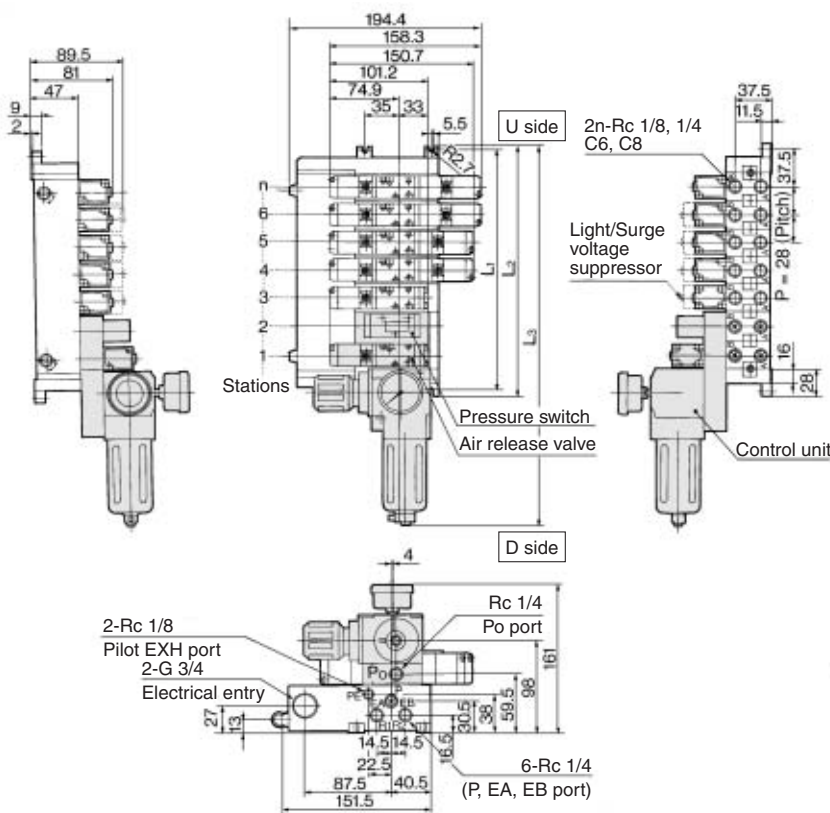 194.4
158.3
150.7
101.2
74.9
35
33
5.5
R2.7
U side
89.5
81
47
9
2
37.5
11.5
2n-Rc 1/8, 1/4
C6, C8
37.5
P = 28 (Pitch)
Light/Surge
voltage
suppressor
16
28
Control unit
n
6
5
4
3
2
1
Stations
L1
L2
L3
Pressure switch
Air release valve
D side
4
Rc 1/4
Po port
2-Rc 1/8
Pilot EXH port
2-G 3/4
Electrical entry
Po
PE
EB
27
13
14.5
14.5
22.5
87.5
40.5
151.5
16.5
30.5
38
59.5
98
161
6-Rc 1/4
(P, EA, EB port)